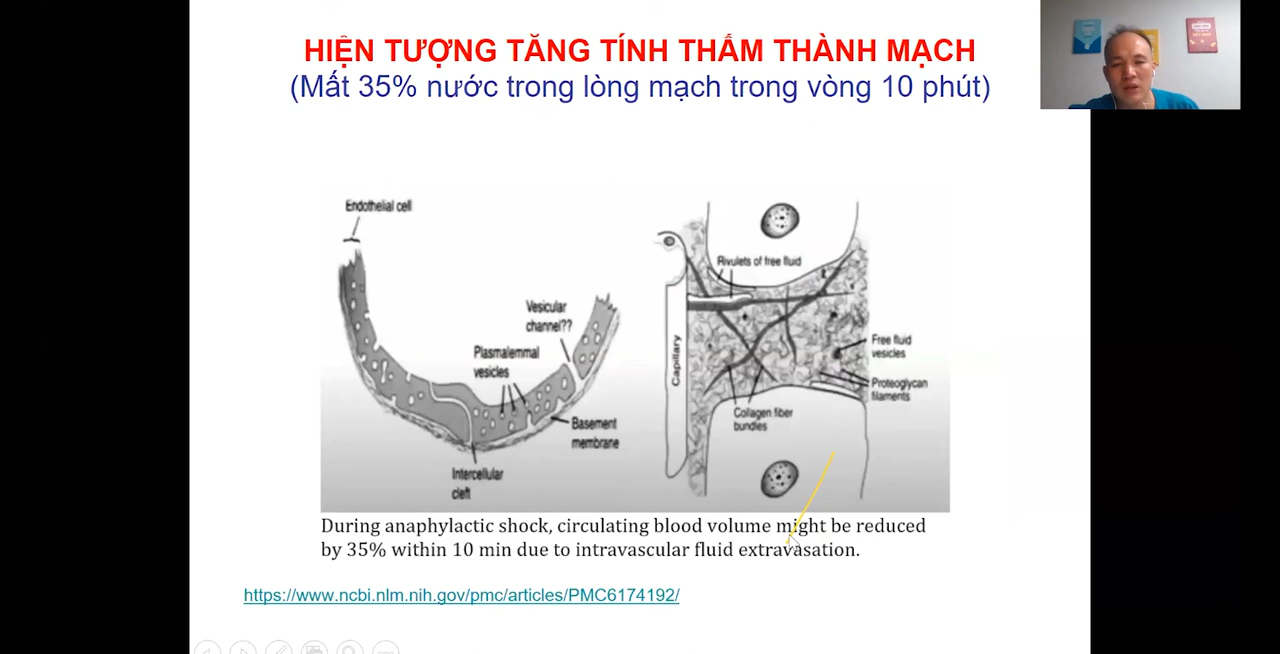 HIỆN TƯỢNG TĂNG TÍNH THẤM THÀNH MẠCH
(Mất 35% nước trong lòng mạch trong vòng 10 phút)
Endothelial cell
Vesicular
channel??
Plasmalemmal
vesicles
Basement
membrane
Intercellular
cleft
Rivulets of free fluid
Capillary
Free fluid
vesicles
Proteoglycan
filaments
Collagen fiber
bundles
During anaphylactic shock, circulating blood volume might be reduced
by 35% within 10 min due to intravascular fluid extravasation.
https://www.ncbi.nlm.nih.gov/pmc/articles/PMC6174192/